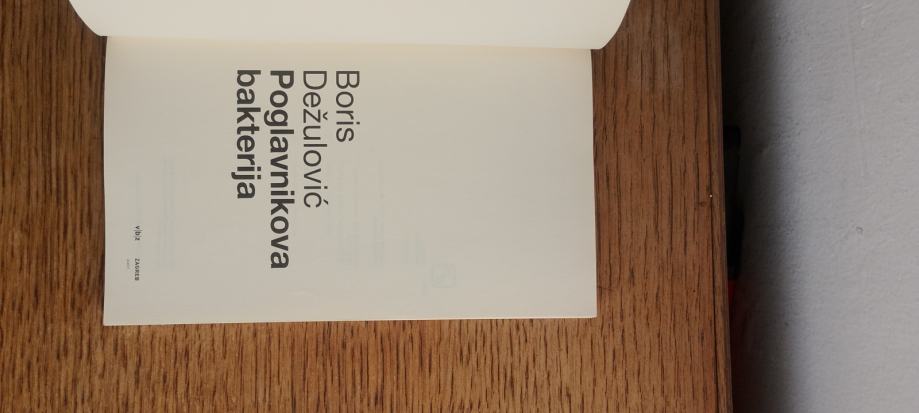 Boris
Dežulović
Poglavnikova
bakterija
v|b|z
ZAGREB